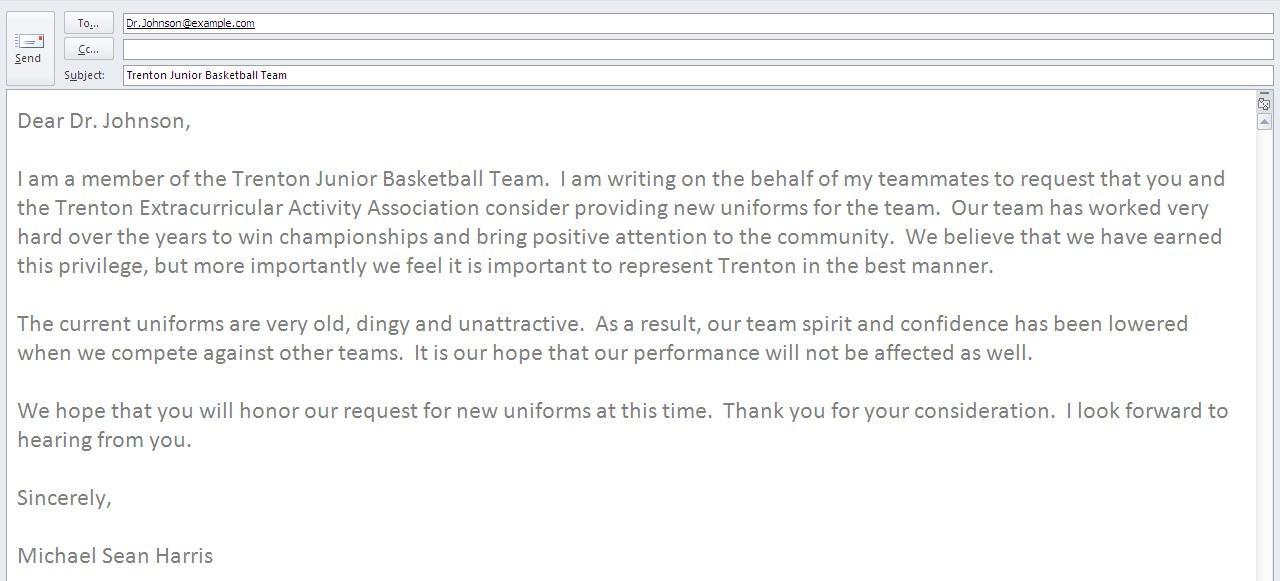 To...
Dr.Johnson@example.com
Send
Cc...
Subject:
Trenton Junior Basketball Team
Dear Dr. Johnson,
I am a member of the Trenton Junior Basketball Team.  I am writing on the behalf of my teammates to request that you and
the Trenton Extracurricular Activity Association consider providing new uniforms for the team.  Our team has worked very
hard over the years to win championships and bring positive attention to the community.  We believe that we have earned
this privilege, but more importantly we feel it is important to represent Trenton in the best manner.
The current uniforms are very old, dingy and unattractive.  As a result, our team spirit and confidence has been lowered
when we compete against other teams.  It is our hope that our performance will not be affected as well.
We hope that you will honor our request for new uniforms at this time.  Thank you for your consideration.  I look forward to
hearing from you.
Sincerely,
Michael Sean Harris